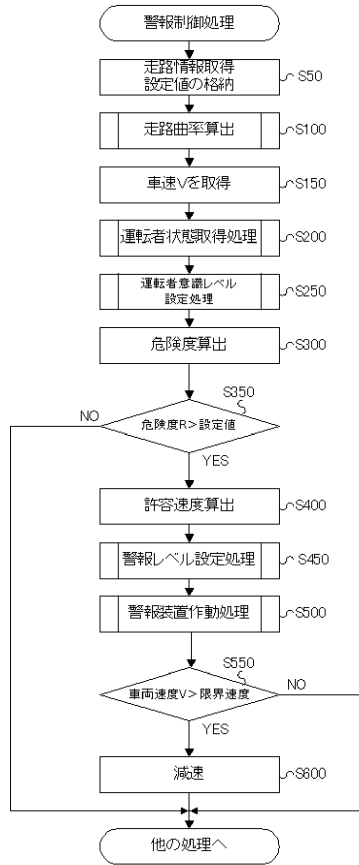 警報制御処理
走路情報取得
設定値の格納
S50
走路曲率算出
S100
車速Vを取得
S150
運転者状態取得処理
S200
運転者意識レベル
設定処理
S250
危険度算出
S300
S350
NO
危険度R>設定値
YES
許容速度算出
S400
警報レベル設定処理
S450
警報装置作動処理
S500
S550
車両速度V>限界速度
NO
YES
減速
S600
他の処理へ